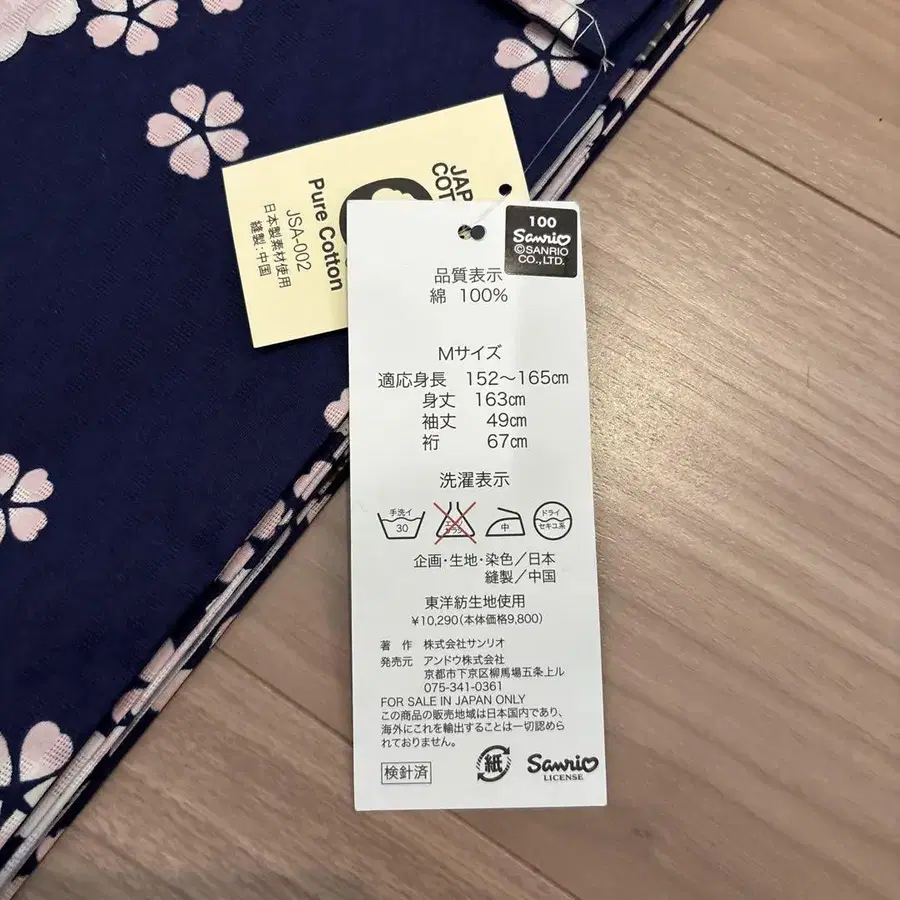 JAP
COT
Pure Cotton
JSA-002
日本製素材使用
縫製:中国
100
Sanrio
©SANRIO
CO.,LTD.
品質表示
綿 100%
Mサイズ
適応身長 152～165㎝
身丈 163㎝
袖丈 49㎝
裄 67㎝
洗濯表示
手洗イ
30
中
ドライ
セキユ系
企画・生地・染色/日本
縫製/中国
東洋紡生地使用
¥10,290(本体価格9,800)
著 作 株式会社サンリオ
発売元 アンドウ株式会社
京都市下京区柳馬場五条上ル
075-341-0361
FOR SALE IN JAPAN ONLY
この商品の販売地域は日本国内であり、
海外にこれを輸出することは一切認めら
れておりません。
検針済
紙
Sanrio
LICENSE